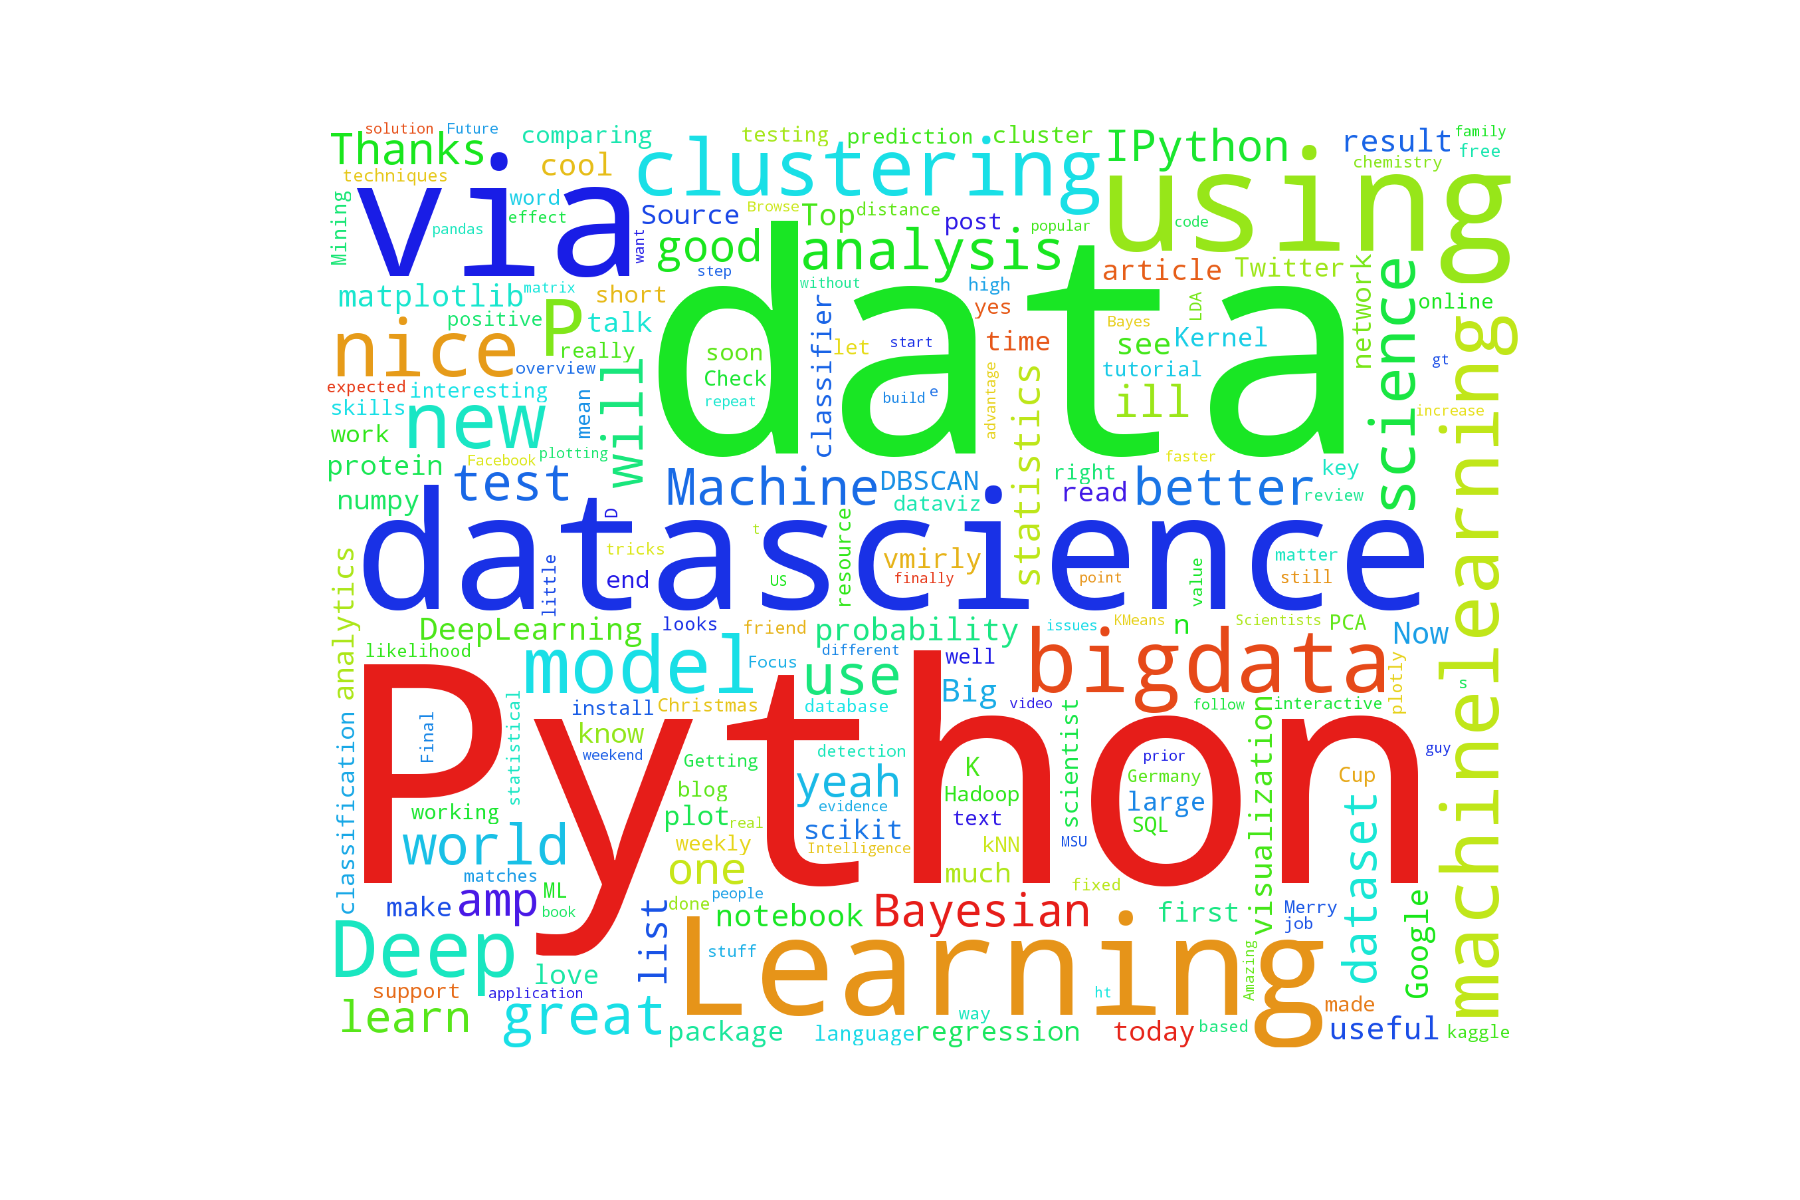 solution
Future
comparing
testing
prediction
cluster
IPython
result
family
free
Thanks
cool
clustering
using
chemistry
techniques
via
word
effect
Source
Browse
Top
distance
post
popular
code
Mining
pandas
want
good
analysis
article
Twitter
science
network
step
data
without
high
yes
LDA
online
matplotlib
matrix
short
positive
P
talk
nice
really
overview
soon
Check
repeat
classifier
let
start
build
e
time
advantage
Bayes
see
Kernel
tutorial
ill
gt
increase
machinelearning
expected
interesting
skills
new
mean
will
work
plotting
protein
Facebook
test
numpy
Machine
DBSCAN
dataviz
statistics
right
read
faster
better
key
review
D
datascience
t
tricks
end
US
little
resource
vmirly
finally
point
value
matter
still
analytics
DeepLearning
looks
friend
probability
issues
KMeans
n
Scientists
PCA
Now
likelihood
model
Focus
different
use
well
Big
bigdata
plotly
s
classification
Final
statistical
install
Christmas
database
video
scientist
follow
visualization
interactive
know
weekend
Python
Getting
detection
yeah
evidence
K
Hadoop
text
prior
Germany
large
SQL
Cup
guy
working
blog
plot
real
scikit
Intelligence
kNN
MSU
dataset
world
weekly
one
matches
much
fixed
make
amp
ML
book
people
done
notebook
Bayesian
first
Merry
job
Google
Deep
list
love
stuff
Learning
Amazing
support
application
ht
made
learn
great
package
language
way
regression
today
based
useful
kaggle